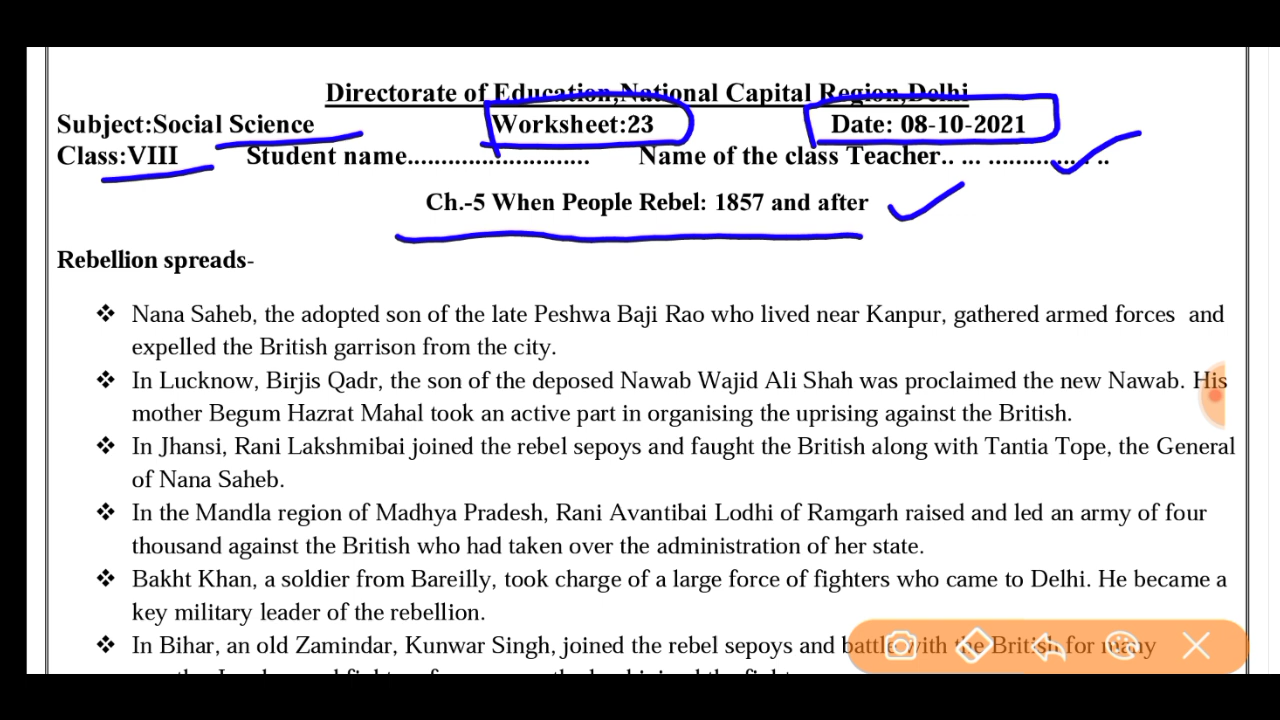 Directorate of Education,National Capital Region,Delhi
Subject:Social Science Worksheet:23 Date: 08-10-2021
Class:VIII Student name........................... Name of the class Teacher.. ... .................. ..
Ch.-5 When People Rebel: 1857 and after
Rebellion spreads-
❖ Nana Saheb, the adopted son of the late Peshwa Baji Rao who lived near Kanpur, gathered armed forces and
expelled the British garrison from the city.
❖ In Lucknow, Birjis Qadr, the son of the deposed Nawab Wajid Ali Shah was proclaimed the new Nawab. His
mother Begum Hazrat Mahal took an active part in organising the uprising against the British.
❖ In Jhansi, Rani Lakshmibai joined the rebel sepoys and faught the British along with Tantia Tope, the General
of Nana Saheb.
❖ In the Mandla region of Madhya Pradesh, Rani Avantibai Lodhi of Ramgarh raised and led an army of four
thousand against the British who had taken over the administration of her state.
❖ Bakht Khan, a soldier from Bareilly, took charge of a large force of fighters who came to Delhi. He became a
key military leader of the rebellion.
❖ In Bihar, an old Zamindar, Kunwar Singh, joined the rebel sepoys and battle with the British for many